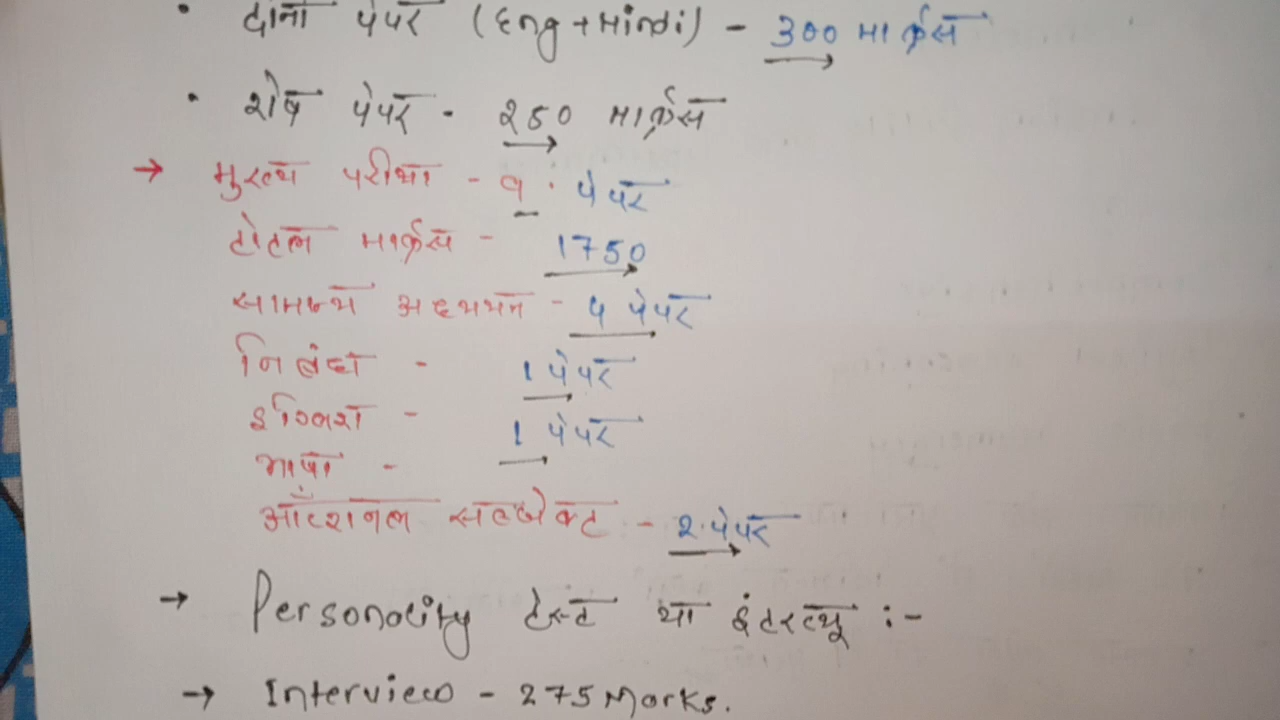 • दोनो पेपर (Eng + Hindi) - 300 मार्क्स
• शेष पेपर - 250 मार्क्स
→ मुख्य परीक्षा - 9 · पेपर
टोटल मार्क्स - 1750
सामान्य अध्ययन - 4 पेपर
निबंध - 1 पेपर
इंग्लिश - 1 पेपर
भाषा -
ऑप्शनल सब्जेक्ट - 2 · पेपर
→ Personality टेस्ट या इंटरव्यू :-
→ Interview - 275 Marks.